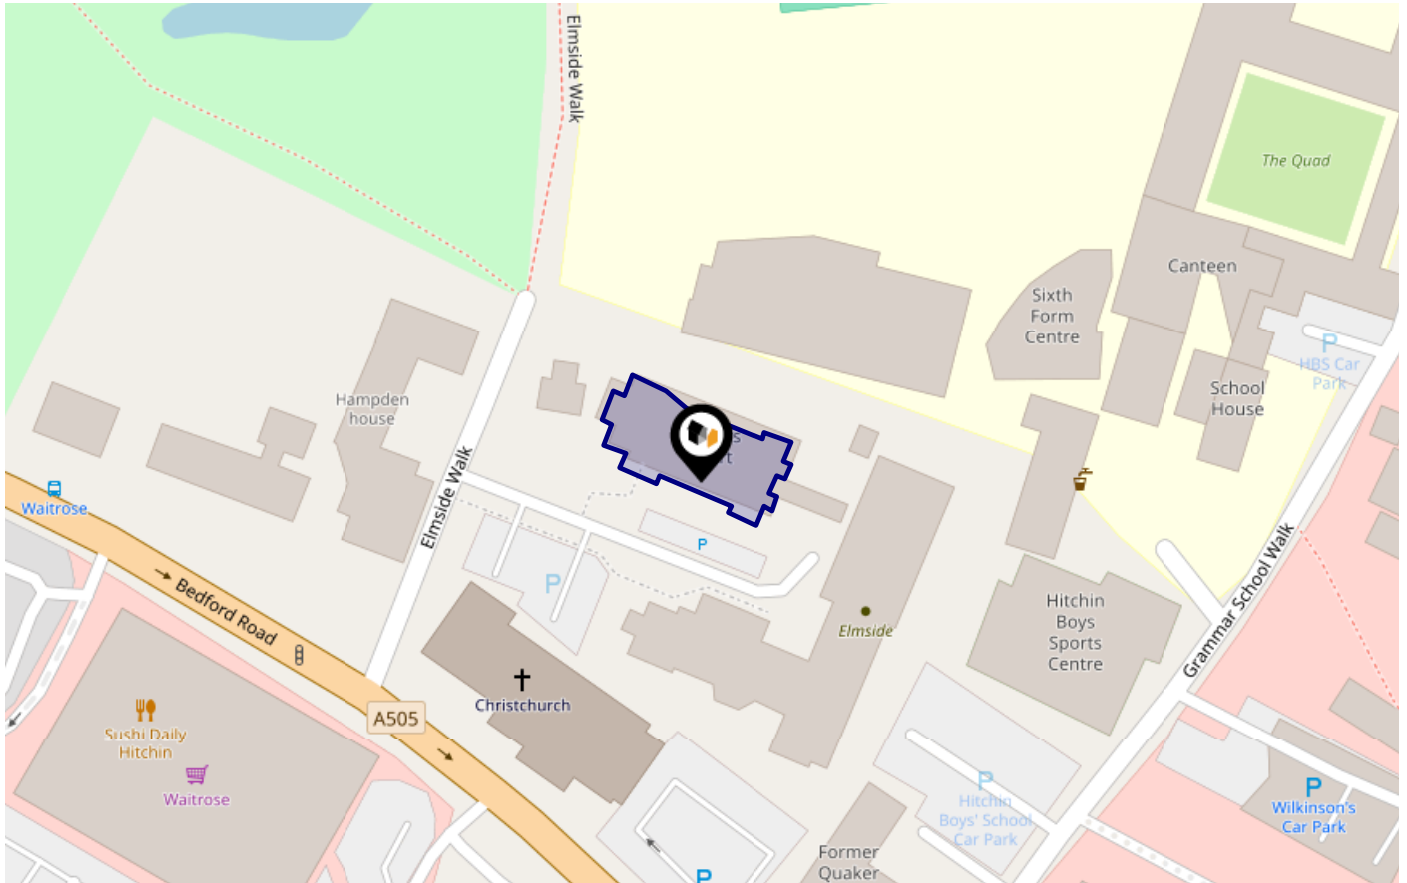 Elmside Walk
The Quad
Canteen
Sixth
Form
Centre
P
HBS Car
Park
School
House
Hampden
house
Elmside Walk
Waitrose
P
P
Bedford Road
Elmside
Hitchin
Boys
Sports
Centre
Grammar School Walk
Christchurch
A505
Sushi Daily
Hitchin
Waitrose
P
Hitchin
Boys' School
Car Park
P
Wilkinson's
Car Park
Former
Quaker
P